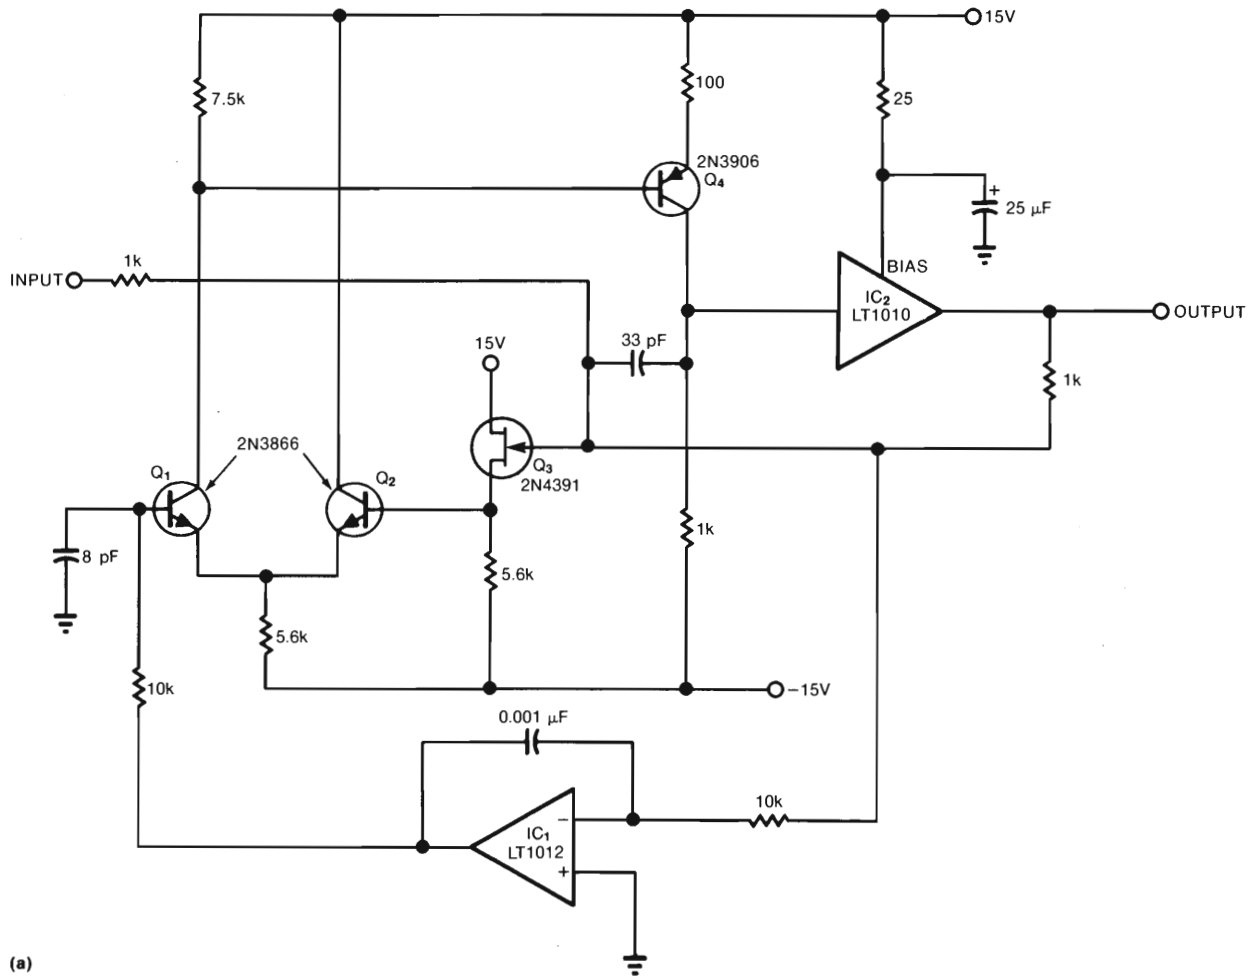 15V
7.5k
100
25
2N3906
Q4
+
25 µF
INPUT
1k
BIAS
IC2
LT1010
OUTPUT
15V
33 pF
1k
2N3866
Q1
Q2
Q3
2N4391
8 pF
1k
5.6k
5.6k
10k
–15V
0.001 µF
10k
–
IC1
LT1012
+
(a)